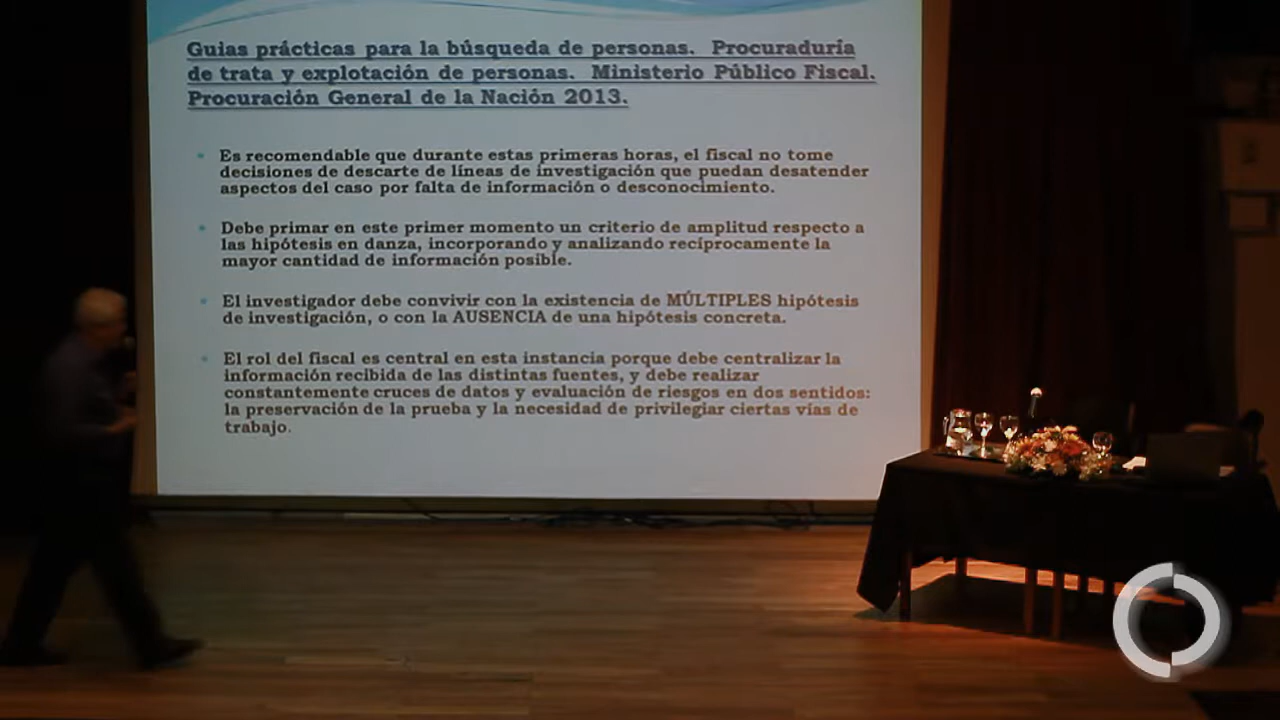 Guias prácticas para la búsqueda de personas. Procuraduría
de trata y explotación de personas. Ministerio Público Fiscal.
Procuración General de la Nación 2013.
Es recomendable que durante estas primeras horas, el fiscal no tome
decisiones de descarte de líneas de investigación que puedan desatender
aspectos del caso por falta de información o desconocimiento.
Debe primar en este primer momento un criterio de amplitud respecto a
las hipótesis en danza, incorporando y analizando recíprocamente la
mayor cantidad de información posible.
El investigador debe convivir con la existencia de MÚLTIPLES hipótesis
de investigación, o con la AUSENCIA de una hipótesis concreta.
El rol del fiscal es central en esta instancia porque debe centralizar la
información recibida de las distintas fuentes, y debe realizar
constantemente cruces de datos y evaluación de riesgos en dos sentidos:
la preservación de la prueba y la necesidad de privilegiar ciertas vías de
trabajo.